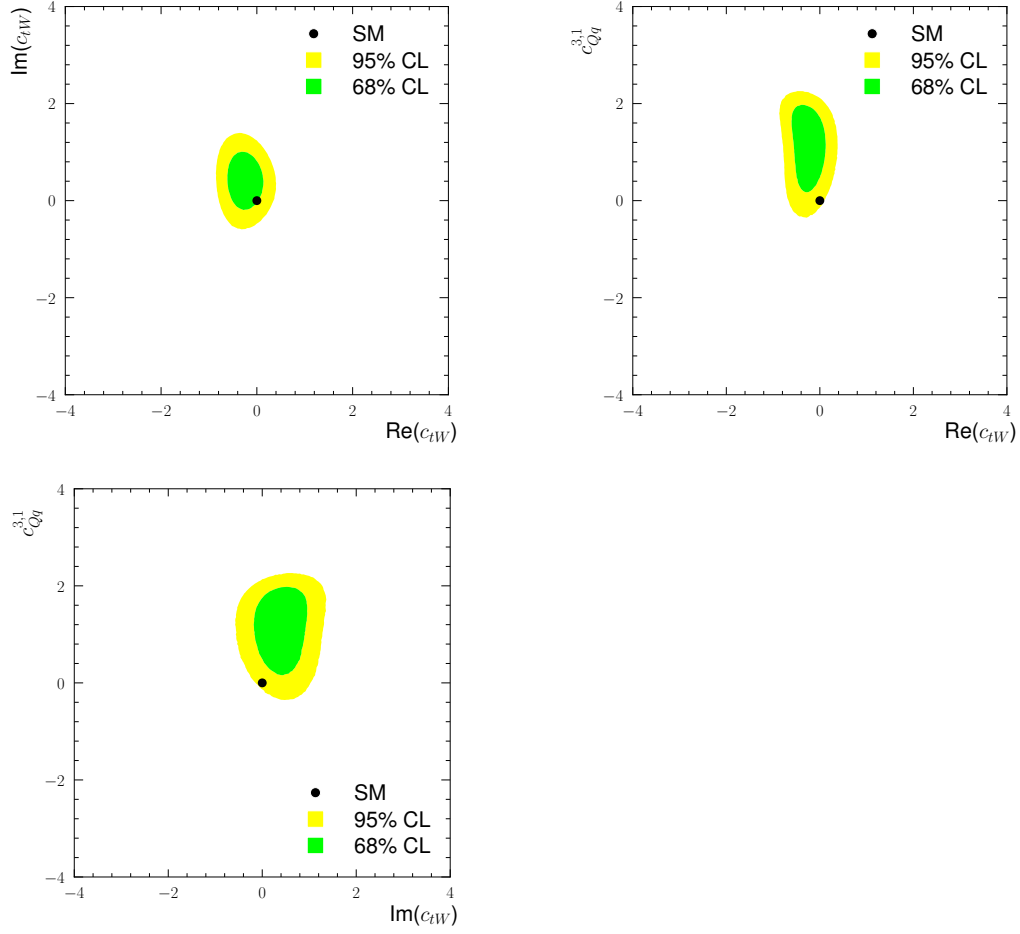 4
2
0
−2
−4
−4
−2
0
2
4
Im(c_{tW})
Re(c_{tW})
SM
95% CL
68% CL
4
2
0
−2
−4
−4
−2
0
2
4
c_{Qq}^{3,1}
Re(c_{tW})
SM
95% CL
68% CL
4
2
0
−2
−4
−4
−2
0
2
4
c_{Qq}^{3,1}
Im(c_{tW})
SM
95% CL
68% CL